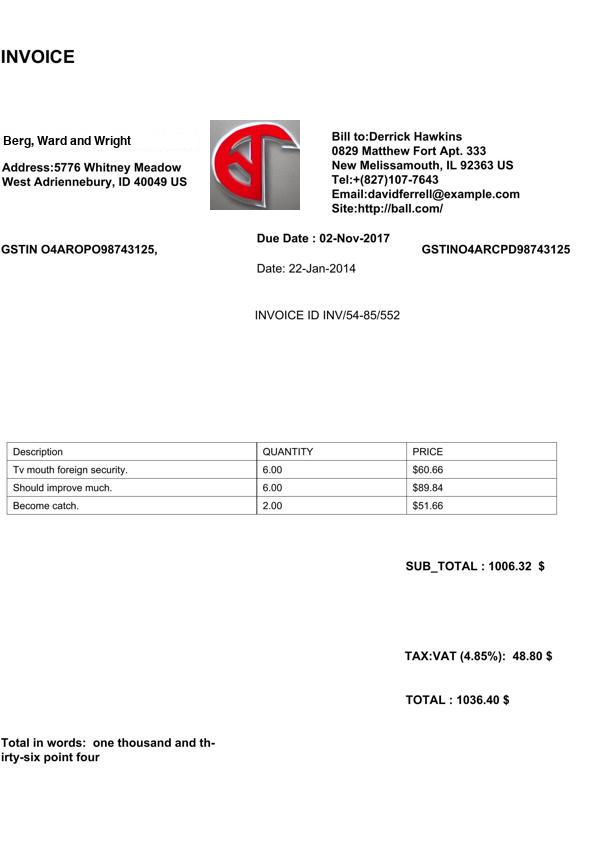 INVOICE
Berg, Ward and Wright
Address:5776 Whitney Meadow
West Adriennebury, ID 40049 US
Bill to:Derrick Hawkins
0829 Matthew Fort Apt. 333
New Melissamouth, IL 92363 US
Tel:+(827)107-7643
Email:davidferrell@example.com
Site:http://ball.com/
GSTIN O4AROPO98743125,
Due Date : 02-Nov-2017
GSTINO4ARCPD98743125
Date: 22-Jan-2014
INVOICE ID INV/54-85/552
Description QUANTITY PRICE
Tv mouth foreign security. 6.00 $60.66
Should improve much. 6.00 $89.84
Become catch. 2.00 $51.66
SUB_TOTAL : 1006.32 $
TAX:VAT (4.85%): 48.80 $
TOTAL : 1036.40 $
Total in words: one thousand and th-
irty-six point four